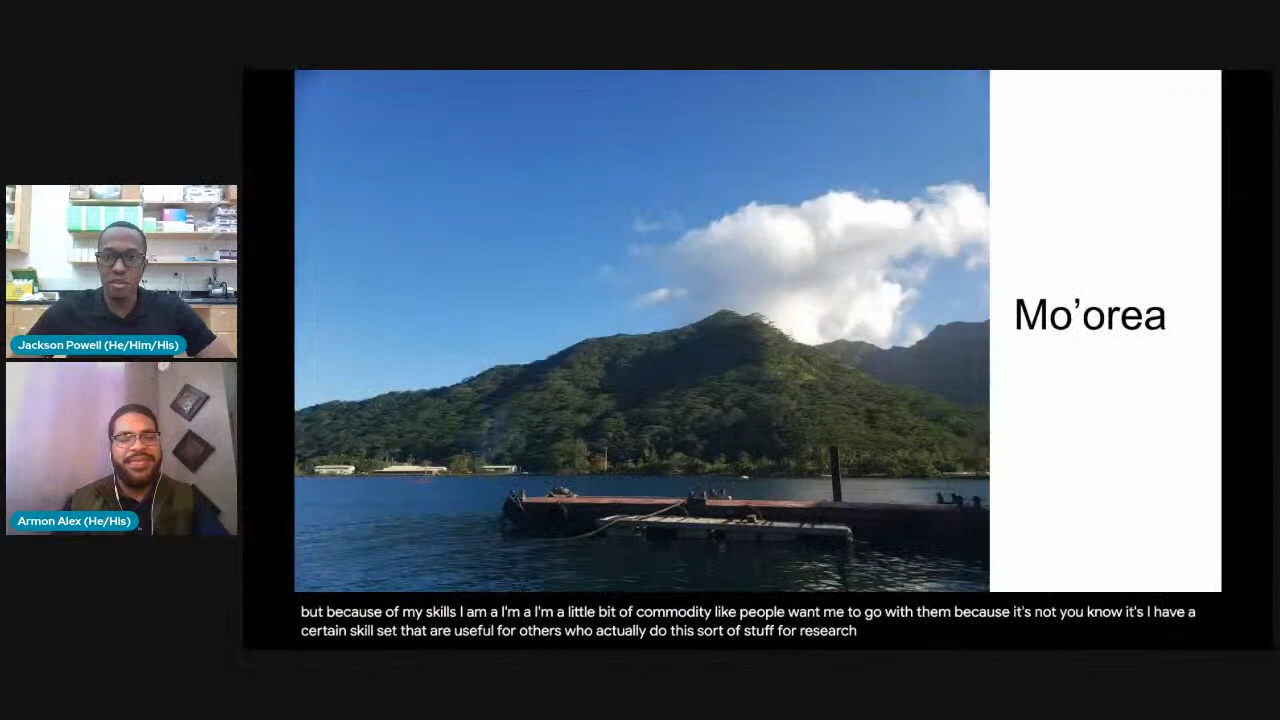 Jackson Powell (He/Him/His)
Armon Alex (He/His)
Mo’orea
but because of my skills I am a I'm a I'm a little bit of commodity like people want me to go with them because it's not you know it's I have a
certain skill set that are useful for others who actually do this sort of stuff for research